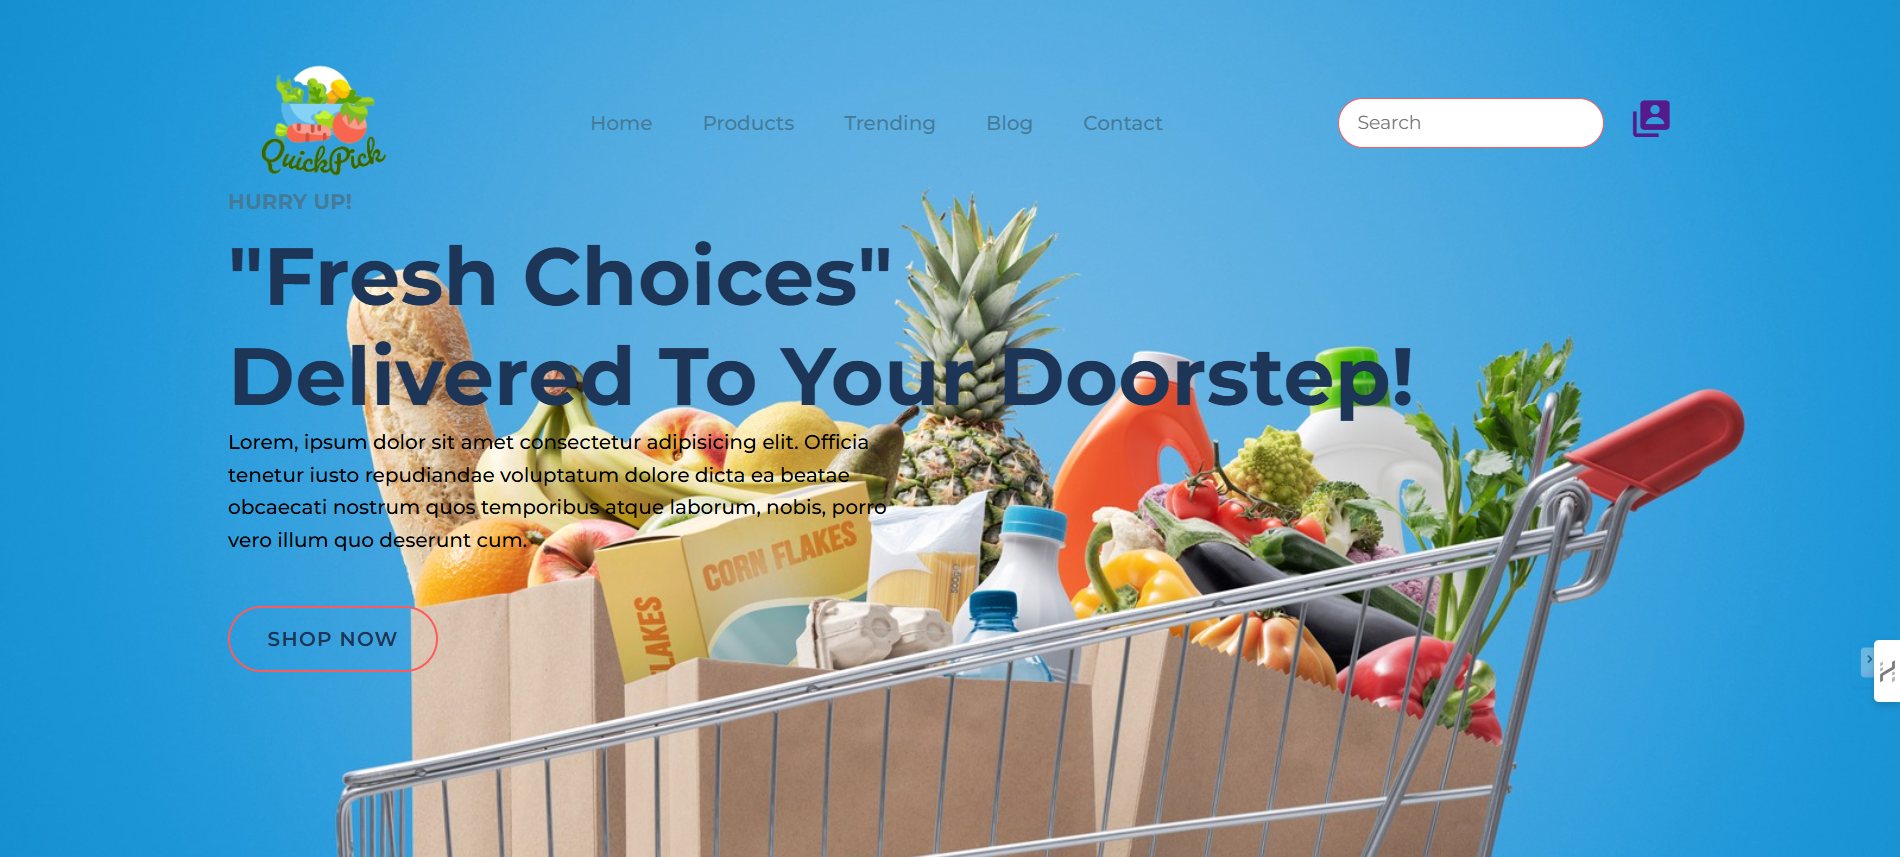 QuickPick
Home Products Trending Blog Contact
Search
HURRY UP!
"Fresh Choices"
Delivered To Your Doorstep!
Lorem, ipsum dolor sit amet consectetur adipisicing elit. Officia
tenetur iusto repudiandae voluptatum dolore dicta ea beatae
obcaecati nostrum quos temporibus atque laborum, nobis, porro
vero illum quo deserunt cum.
CORN FLAKES
FLAKES
500g
SHOP NOW